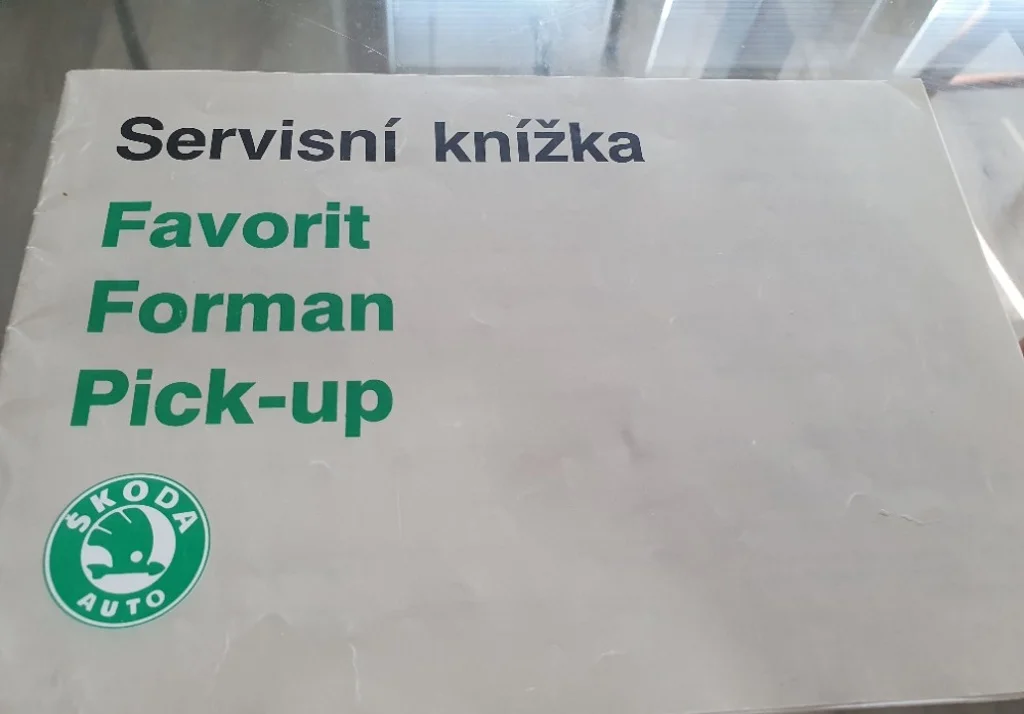 Servisní knížka
Favorit
Forman
Pick-up
ŠKODA
AUTO